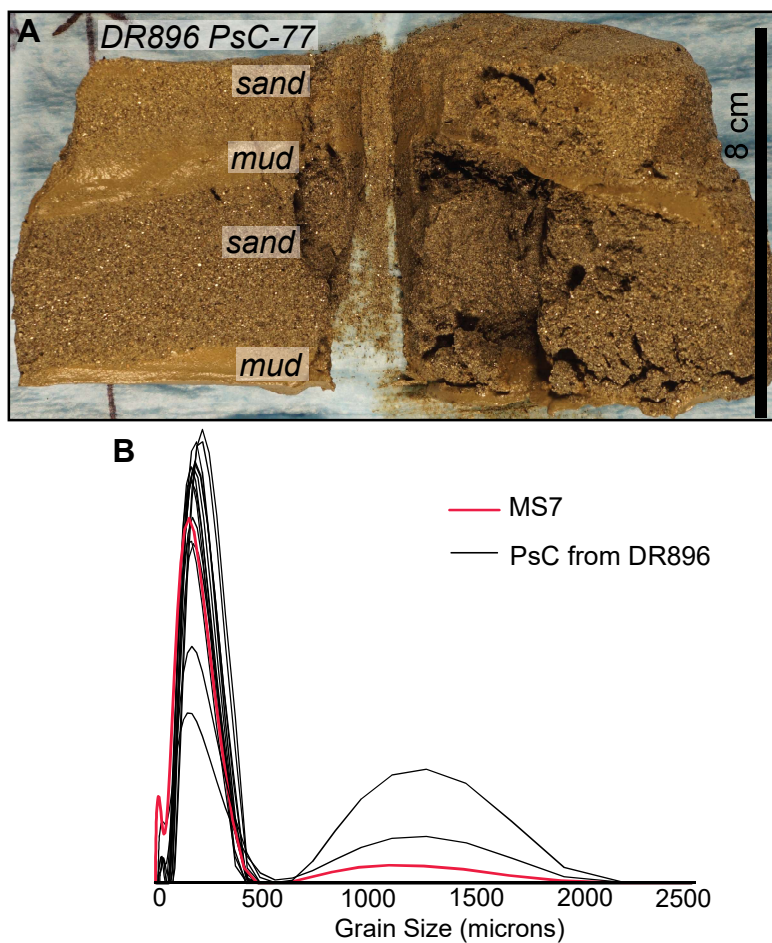 A
DR896 PsC-77
sand
mud
sand
mud
8 cm
B
MS7
PsC from DR896
0 500 1000 1500 2000 2500
Grain Size (microns)